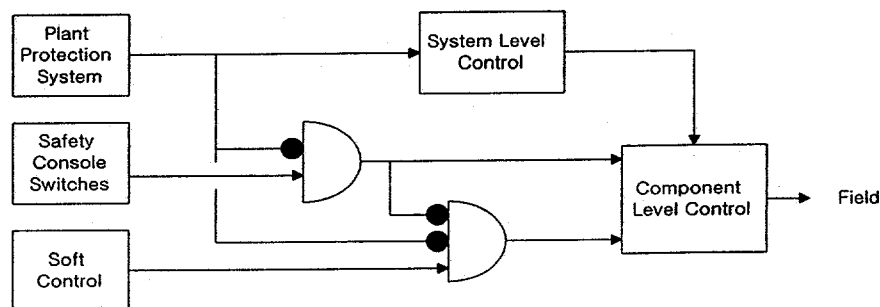 Plant
Protection
System
System Level
Control
Safety
Console
Switches
Component
Level Control
Field
Soft
Control